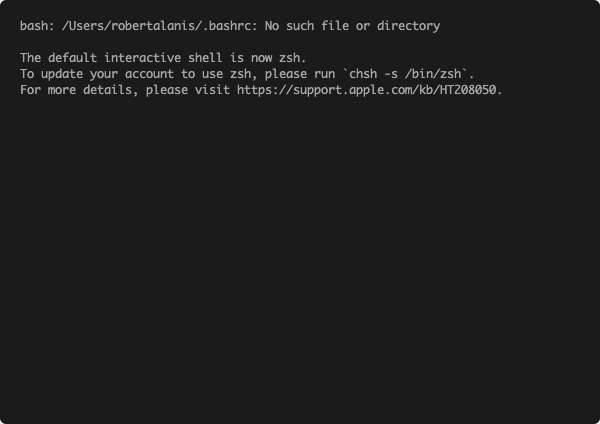 bash: /Users/robertalanis/.bashrc: No such file or directory
The default interactive shell is now zsh.
To update your account to use zsh, please run `chsh -s /bin/zsh`.
For more details, please visit https://support.apple.com/kb/HT208050.